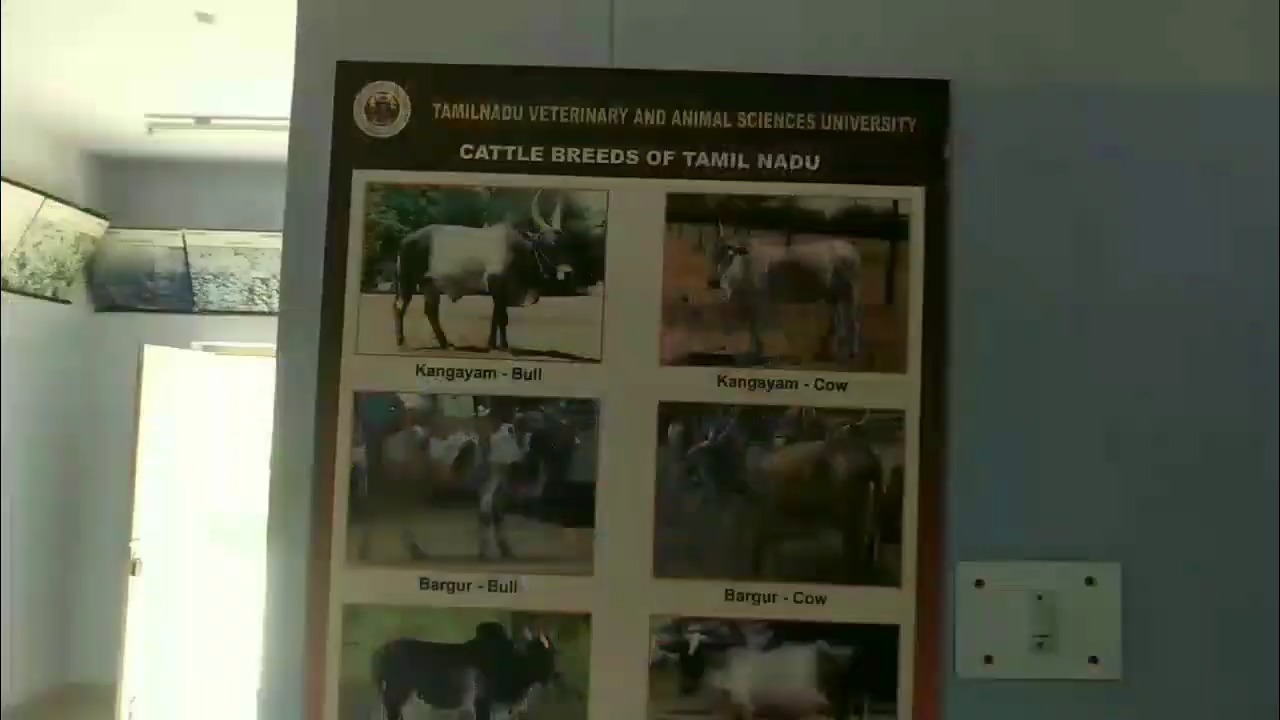 TAMILNADU VETERINARY AND ANIMAL SCIENCES UNIVERSITY
CATTLE BREEDS OF TAMIL NADU
Kangayam - Bull
Kangayam - Cow
Bargur - Bull
Bargur - Cow